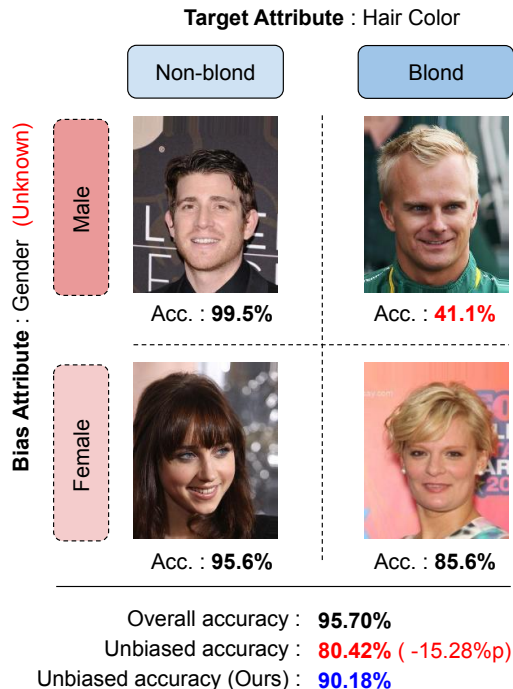 Target Attribute : Hair Color
Non-blond
Blond
Bias Attribute : Gender (Unknown)
Male
Acc. : 99.5%
Acc. : 41.1%
Female
Acc. : 95.6%
Acc. : 85.6%
Overall accuracy : 95.70%
Unbiased accuracy : 80.42% ( -15.28%p)
Unbiased accuracy (Ours) : 90.18%